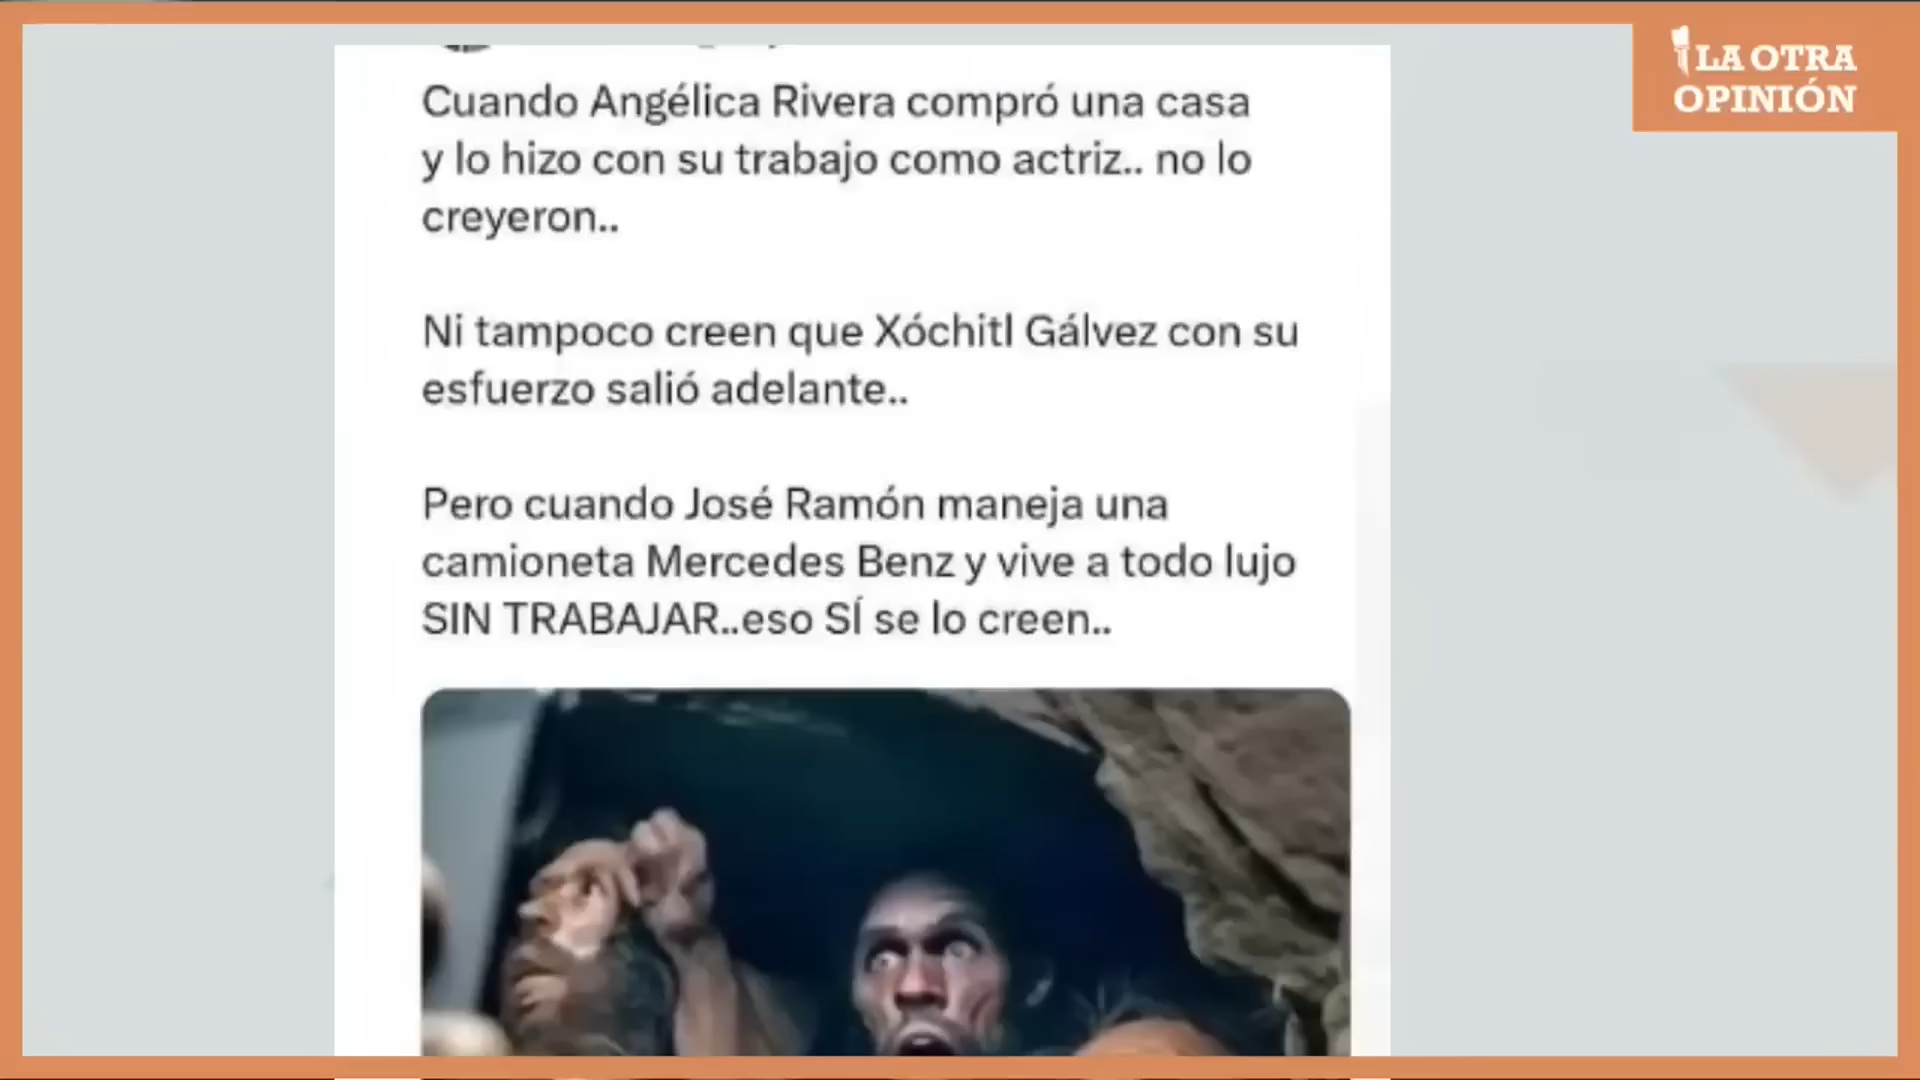 LA OTRA
OPINIÓN
Cuando Angélica Rivera compró una casa
y lo hizo con su trabajo como actriz.. no lo
creyeron..
Ni tampoco creen que Xóchitl Gálvez con su
esfuerzo salió adelante..
Pero cuando José Ramón maneja una
camioneta Mercedes Benz y vive a todo lujo
SIN TRABAJAR..eso SÍ se lo creen..